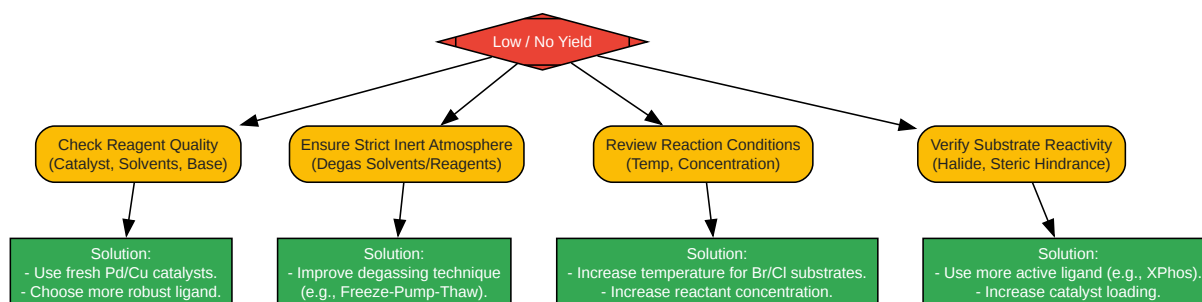 Low / No Yield
Check Reagent Quality
(Catalyst, Solvents, Base)
Ensure Strict Inert Atmosphere
(Degas Solvents/Reagents)
Review Reaction Conditions
(Temp, Concentration)
Verify Substrate Reactivity
(Halide, Steric Hindrance)
Solution:
- Use fresh Pd/Cu catalysts.
- Choose more robust ligand.
Solution:
- Improve degassing technique
(e.g., Freeze-Pump-Thaw).
Solution:
- Increase temperature for Br/Cl substrates.
- Increase reactant concentration.
Solution:
- Use more active ligand (e.g., XPhos).
- Increase catalyst loading.